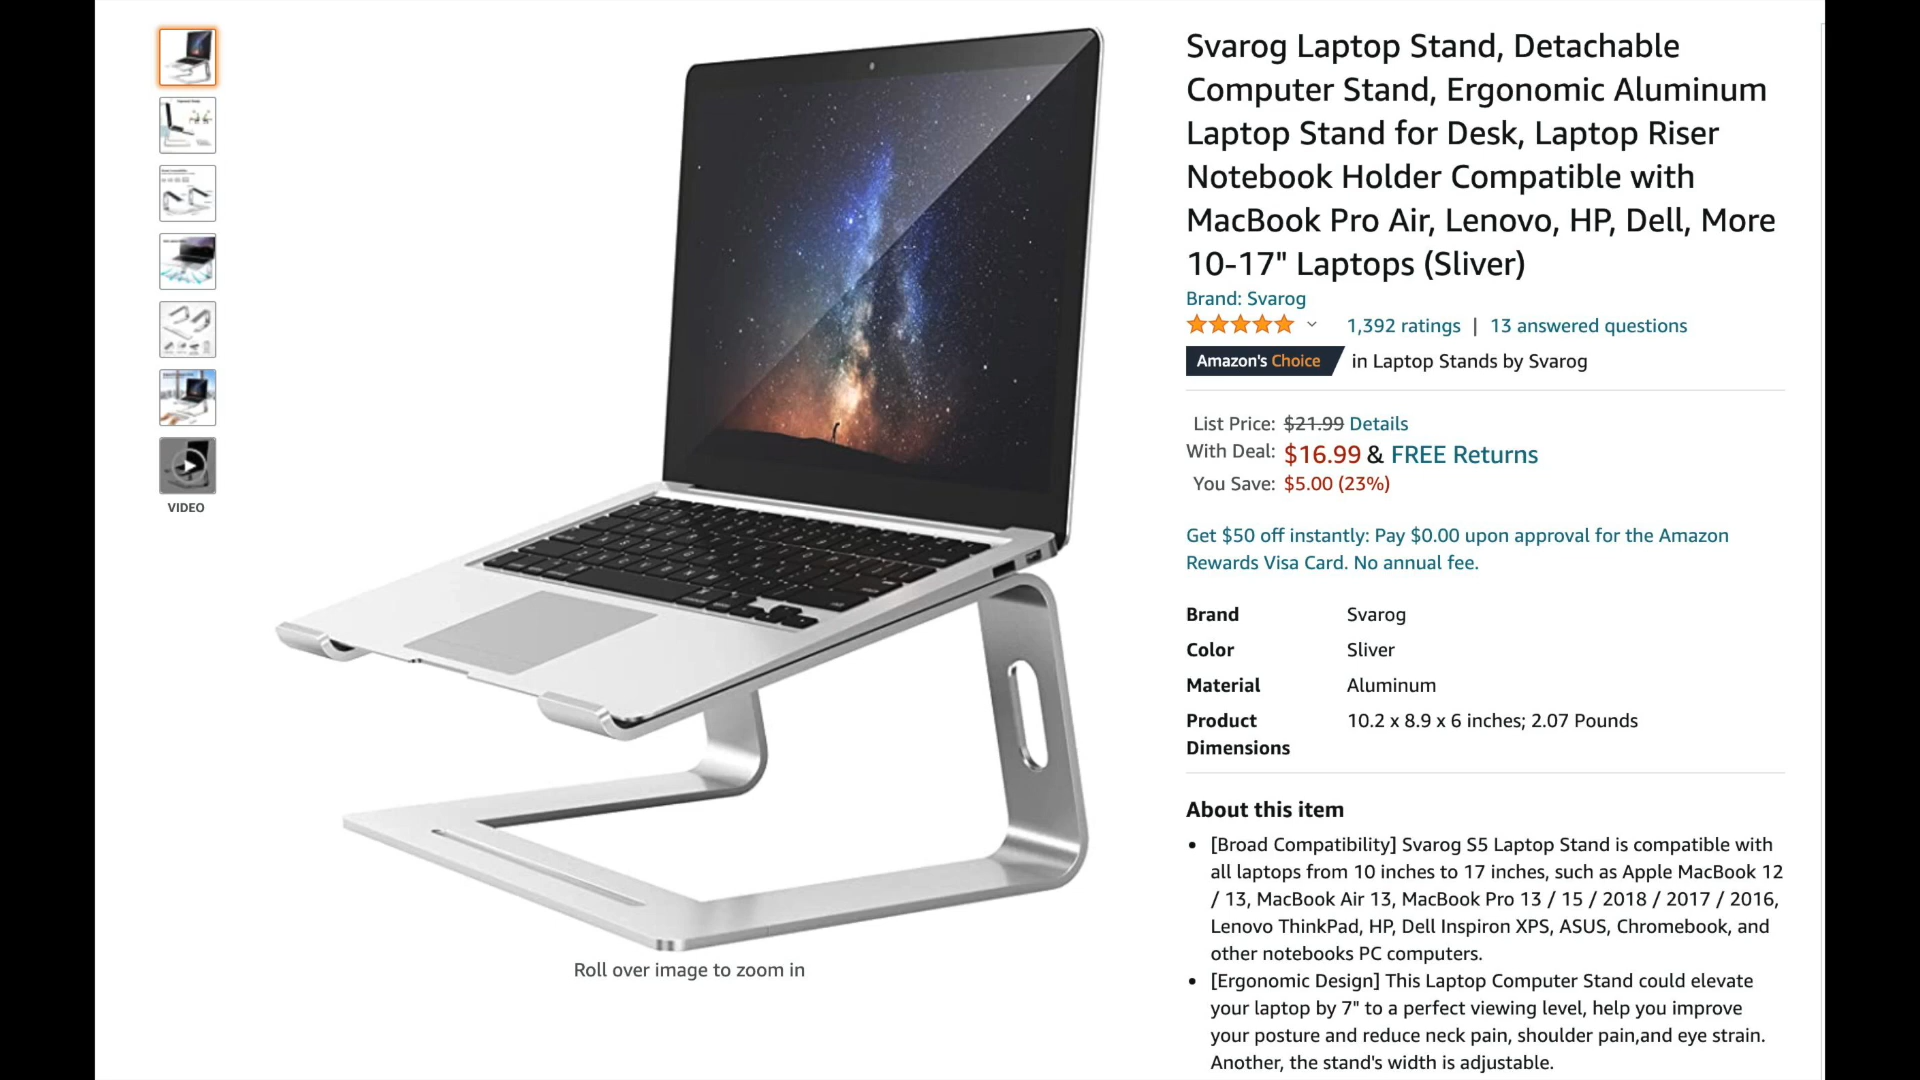 Svarog Laptop Stand, Detachable
Computer Stand, Ergonomic Aluminum
Laptop Stand for Desk, Laptop Riser
Notebook Holder Compatible with
MacBook Pro Air, Lenovo, HP, Dell, More
10-17" Laptops (Sliver)
Brand: Svarog
1,392 ratings | 13 answered questions
Amazon's Choice in Laptop Stands by Svarog
List Price: $21.99 Details
With Deal: $16.99 & FREE Returns
You Save: $5.00 (23%)
Get $50 off instantly: Pay $0.00 upon approval for the Amazon
Rewards Visa Card. No annual fee.
Brand Svarog
Color Sliver
Material Aluminum
Product 10.2 x 8.9 x 6 inches; 2.07 Pounds
Dimensions
About this item
• [Broad Compatibility] Svarog S5 Laptop Stand is compatible with
all laptops from 10 inches to 17 inches, such as Apple MacBook 12
/ 13, MacBook Air 13, MacBook Pro 13 / 15 / 2018 / 2017 / 2016,
Lenovo ThinkPad, HP, Dell Inspiron XPS, ASUS, Chromebook, and
other notebooks PC computers.
• [Ergonomic Design] This Laptop Computer Stand could elevate
your laptop by 7" to a perfect viewing level, help you improve
your posture and reduce neck pain, shoulder pain,and eye strain.
Another, the stand's width is adjustable.
VIDEO
Roll over image to zoom in